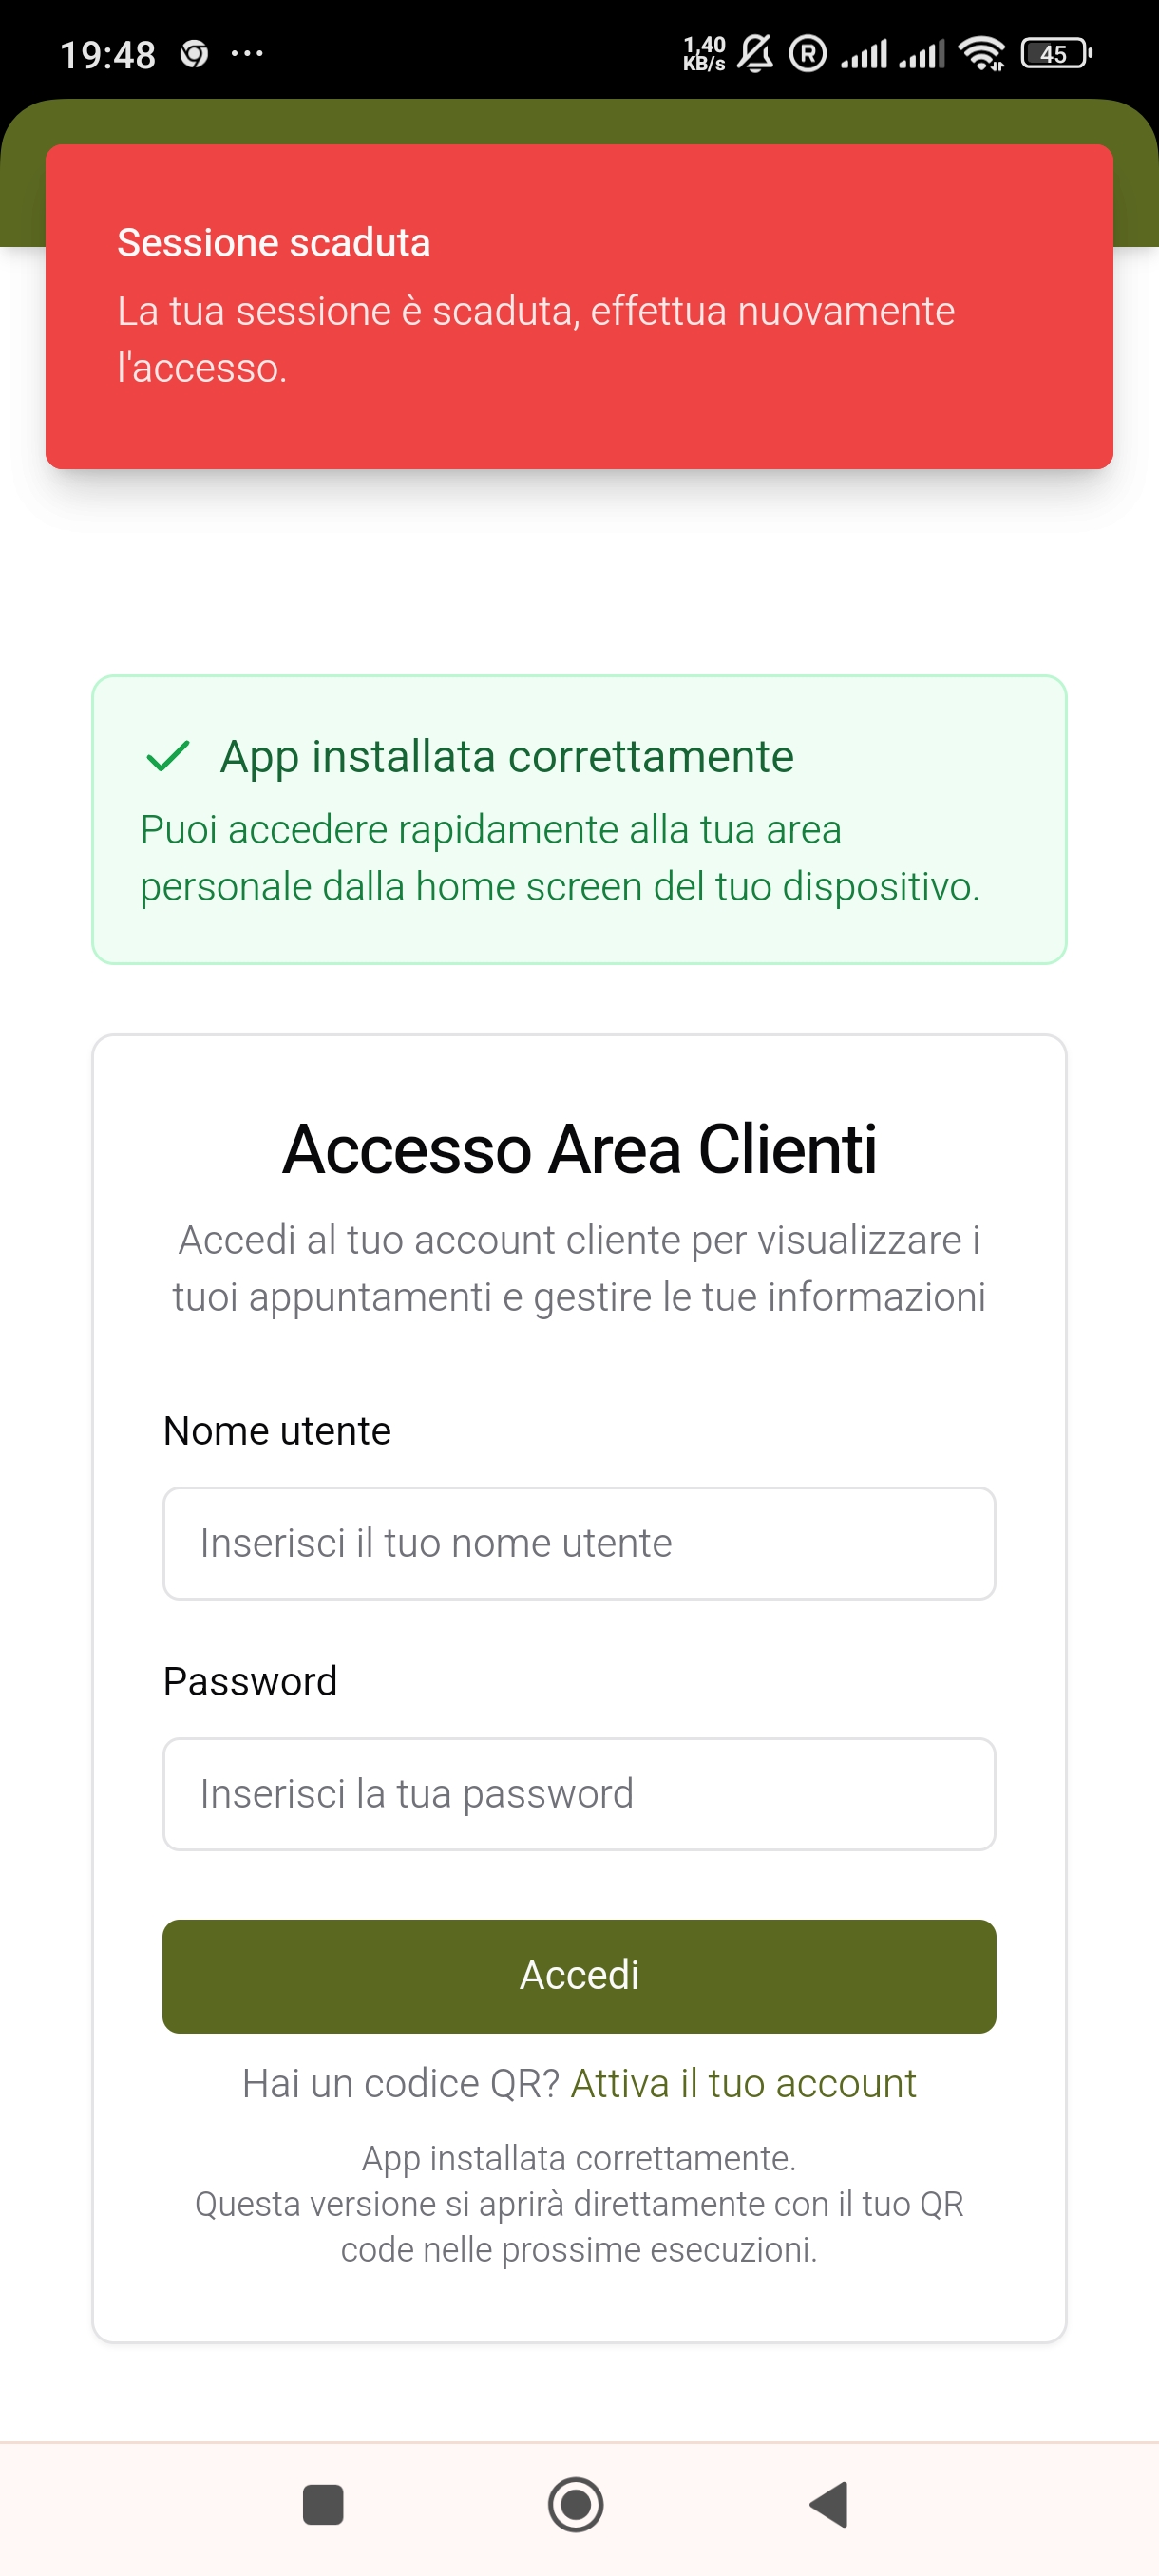 19:48 ...
1,40
KB/s
R
45
Sessione scaduta
La tua sessione è scaduta, effettua nuovamente
l'accesso.
App installata correttamente
Puoi accedere rapidamente alla tua area
personale dalla home screen del tuo dispositivo.
Accesso Area Clienti
Accedi al tuo account cliente per visualizzare i
tuoi appuntamenti e gestire le tue informazioni
Nome utente
Inserisci il tuo nome utente
Password
Inserisci la tua password
Accedi
Hai un codice QR? Attiva il tuo account
App installata correttamente.
Questa versione si aprirà direttamente con il tuo QR
code nelle prossime esecuzioni.